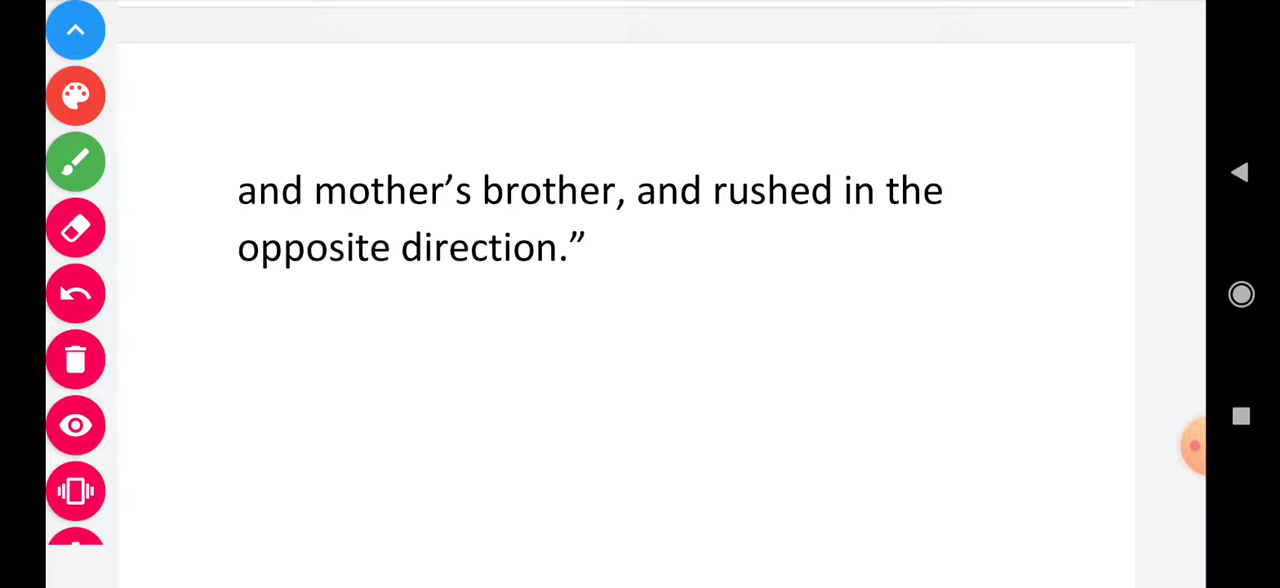 and mother’s brother, and rushed in the
opposite direction.”